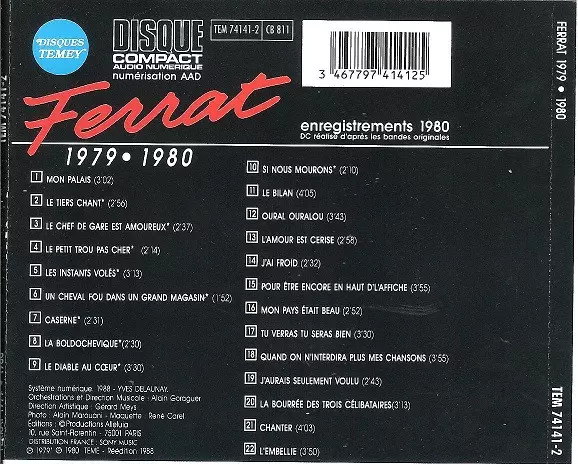 DISQUES
TEMEY
DISQUE
COMPACT
AUDIO NUMERIQUE
numérisation AAD
TEM 74141-2 CB 811
3 467797 414125
Ferrat
1979 • 1980
enregistrements 1980
DC réalisé d'après les bandes originales
1 MON PALAIS (3'02)
2 LE TIERS CHANT* (2'56)
3 LE CHEF DE GARE EST AMOUREUX* (2'37)
4 LE PETIT TROU PAS CHER* (2'14)
5 LES INSTANTS VOLÉS* (3'13)
6 UN CHEVAL FOU DANS UN GRAND MAGASIN* (1'52)
7 CASERNE* (2'31)
8 LA BOLDOCHEVIQUE* (2'30)
9 LE DIABLE AU CŒUR* (3'30)
10 SI NOUS MOURONS* (2'10)
11 LE BILAN (4'05)
12 OURAL OURALOU (3'43)
13 L'AMOUR EST CERISE (2'58)
14 J'AI FROID (2'32)
15 POUR ÊTRE ENCORE EN HAUT D'L'AFFICHE (3'55)
16 MON PAYS ÉTAIT BEAU (2'52)
17 TU VERRAS TU SERAS BIEN (3'30)
18 QUAND ON N'INTERDIRA PLUS MES CHANSONS (3'55)
19 J'AURAIS SEULEMENT VOULU (2'43)
20 LA BOURRÉE DES TROIS CÉLIBATAIRES (3'13)
21 CHANTER (4'03)
22 L'EMBELLIE (3'50)
Système numérique. 1988 - YVES DELAUNAY.
Orchestrations et Direction Musicale : Alain Goraguer
Direction Artistique : Gérard Meys
Photo : Alain Marouani - Maquette : René Carel
Editions : ©Productions Alleluia
10, rue Saint-Florentin - 75001 PARIS
DISTRIBUTION FRANCE : SONY MUSIC
℗ 1979* © 1980 TEME - Réédition 1988
TEM 74141-2
FERRAT 1979 • 1980
TEM 74141-2